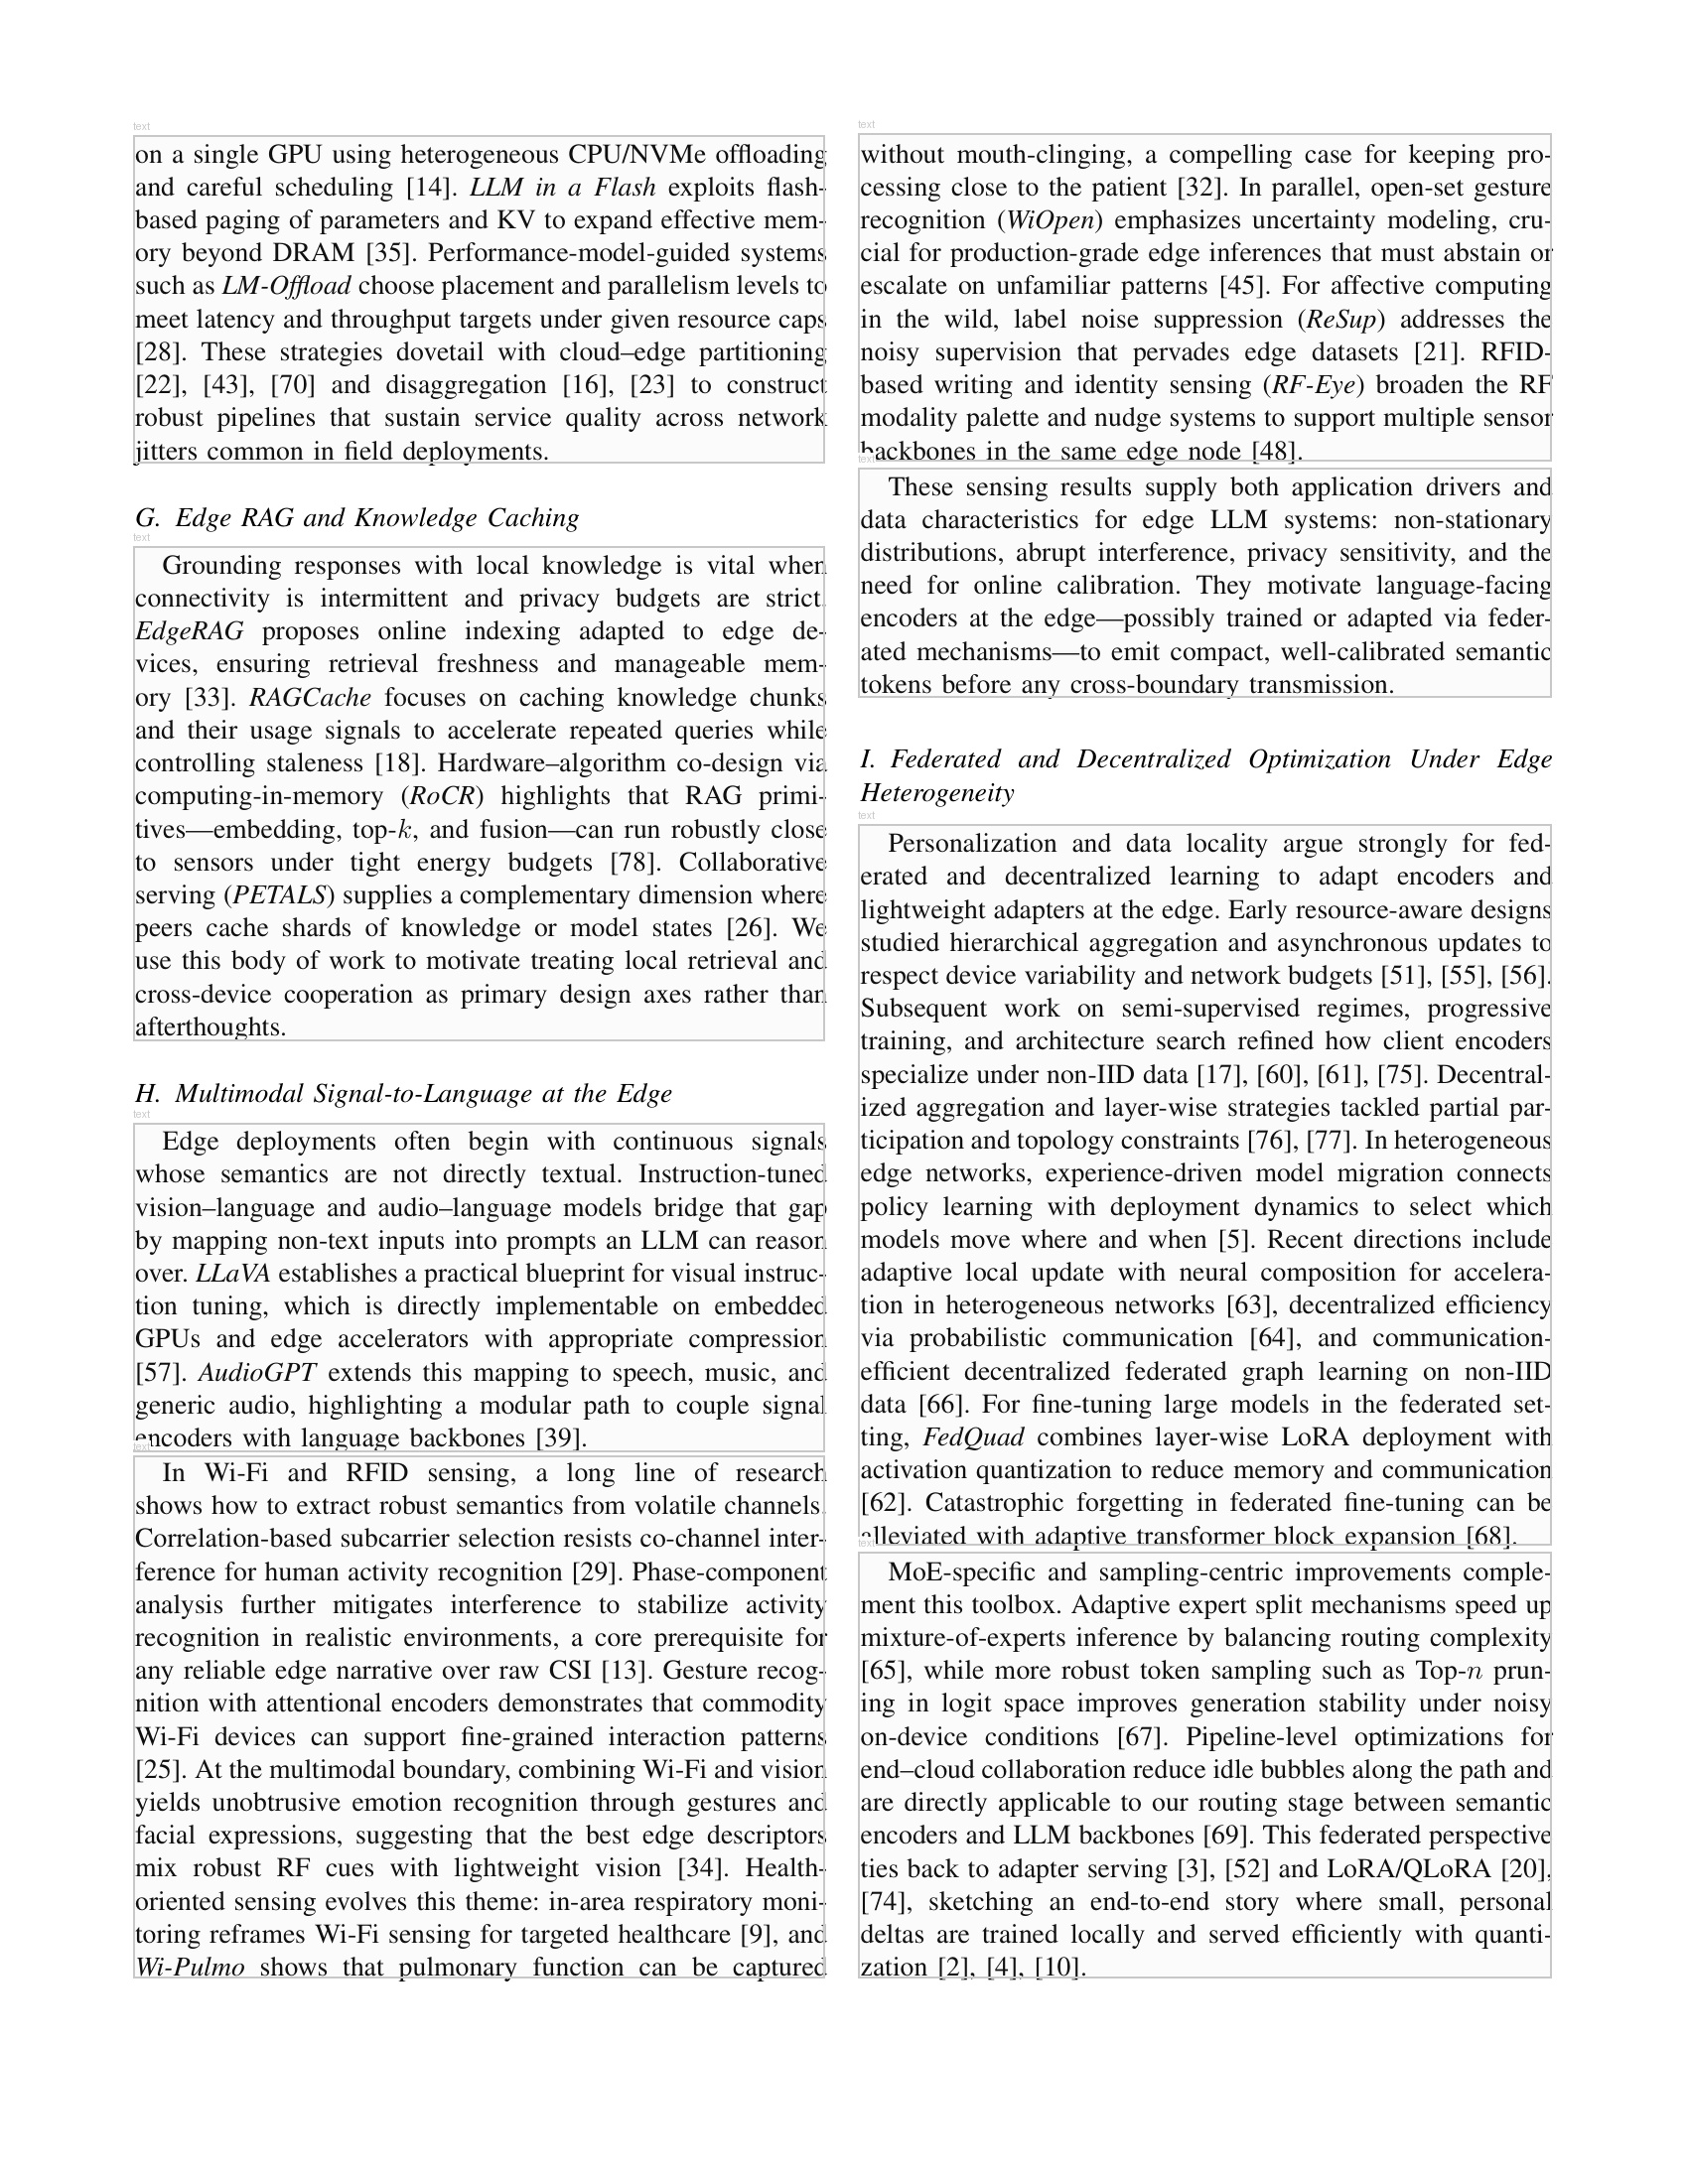 text
on a single GPU using heterogeneous CPU/NVMe offloading
and careful scheduling [14]. LLM in a Flash exploits flash-
based paging of parameters and KV to expand effective mem-
ory beyond DRAM [35]. Performance-model-guided systems
such as LM-Offload choose placement and parallelism levels to
meet latency and throughput targets under given resource caps
[28]. These strategies dovetail with cloud–edge partitioning
[22], [43], [70] and disaggregation [16], [23] to construct
robust pipelines that sustain service quality across network
jitters common in field deployments.
G. Edge RAG and Knowledge Caching
text
Grounding responses with local knowledge is vital when
connectivity is intermittent and privacy budgets are strict.
EdgeRAG proposes online indexing adapted to edge de-
vices, ensuring retrieval freshness and manageable mem-
ory [33]. RAGCache focuses on caching knowledge chunks
and their usage signals to accelerate repeated queries while
controlling staleness [18]. Hardware–algorithm co-design via
computing-in-memory (RoCR) highlights that RAG primi-
tives—embedding, top-k, and fusion—can run robustly close
to sensors under tight energy budgets [78]. Collaborative
serving (PETALS) supplies a complementary dimension where
peers cache shards of knowledge or model states [26]. We
use this body of work to motivate treating local retrieval and
cross-device cooperation as primary design axes rather than
afterthoughts.
H. Multimodal Signal-to-Language at the Edge
text
Edge deployments often begin with continuous signals
whose semantics are not directly textual. Instruction-tuned
vision–language and audio–language models bridge that gap
by mapping non-text inputs into prompts an LLM can reason
over. LLaVA establishes a practical blueprint for visual instruc-
tion tuning, which is directly implementable on embedded
GPUs and edge accelerators with appropriate compression
[57]. AudioGPT extends this mapping to speech, music, and
generic audio, highlighting a modular path to couple signal
encoders with language backbones [39].
text
In Wi-Fi and RFID sensing, a long line of research
shows how to extract robust semantics from volatile channels.
Correlation-based subcarrier selection resists co-channel inter-
ference for human activity recognition [29]. Phase-component
analysis further mitigates interference to stabilize activity
recognition in realistic environments, a core prerequisite for
any reliable edge narrative over raw CSI [13]. Gesture recog-
nition with attentional encoders demonstrates that commodity
Wi-Fi devices can support fine-grained interaction patterns
[25]. At the multimodal boundary, combining Wi-Fi and vision
yields unobtrusive emotion recognition through gestures and
facial expressions, suggesting that the best edge descriptors
mix robust RF cues with lightweight vision [34]. Health-
oriented sensing evolves this theme: in-area respiratory moni-
toring reframes Wi-Fi sensing for targeted healthcare [9], and
Wi-Pulmo shows that pulmonary function can be captured
text
without mouth-clinging, a compelling case for keeping pro-
cessing close to the patient [32]. In parallel, open-set gesture
recognition (WiOpen) emphasizes uncertainty modeling, cru-
cial for production-grade edge inferences that must abstain or
escalate on unfamiliar patterns [45]. For affective computing
in the wild, label noise suppression (ReSup) addresses the
noisy supervision that pervades edge datasets [21]. RFID-
based writing and identity sensing (RF-Eye) broaden the RF
modality palette and nudge systems to support multiple sensor
backbones in the same edge node [48].
text
These sensing results supply both application drivers and
data characteristics for edge LLM systems: non-stationary
distributions, abrupt interference, privacy sensitivity, and the
need for online calibration. They motivate language-facing
encoders at the edge—possibly trained or adapted via feder-
ated mechanisms—to emit compact, well-calibrated semantic
tokens before any cross-boundary transmission.
I. Federated and Decentralized Optimization Under Edge
Heterogeneity
text
Personalization and data locality argue strongly for fed-
erated and decentralized learning to adapt encoders and
lightweight adapters at the edge. Early resource-aware designs
studied hierarchical aggregation and asynchronous updates to
respect device variability and network budgets [51], [55], [56].
Subsequent work on semi-supervised regimes, progressive
training, and architecture search refined how client encoders
specialize under non-IID data [17], [60], [61], [75]. Decentral-
ized aggregation and layer-wise strategies tackled partial par-
ticipation and topology constraints [76], [77]. In heterogeneous
edge networks, experience-driven model migration connects
policy learning with deployment dynamics to select which
models move where and when [5]. Recent directions include
adaptive local update with neural composition for accelera-
tion in heterogeneous networks [63], decentralized efficiency
via probabilistic communication [64], and communication-
efficient decentralized federated graph learning on non-IID
data [66]. For fine-tuning large models in the federated set-
ting, FedQuad combines layer-wise LoRA deployment with
activation quantization to reduce memory and communication
[62]. Catastrophic forgetting in federated fine-tuning can be
alleviated with adaptive transformer block expansion [68].
text
MoE-specific and sampling-centric improvements comple-
ment this toolbox. Adaptive expert split mechanisms speed up
mixture-of-experts inference by balancing routing complexity
[65], while more robust token sampling such as Top-n prun-
ing in logit space improves generation stability under noisy
on-device conditions [67]. Pipeline-level optimizations for
end–cloud collaboration reduce idle bubbles along the path and
are directly applicable to our routing stage between semantic
encoders and LLM backbones [69]. This federated perspective
ties back to adapter serving [3], [52] and LoRA/QLoRA [20],
[74], sketching an end-to-end story where small, personal
deltas are trained locally and served efficiently with quanti-
zation [2], [4], [10].